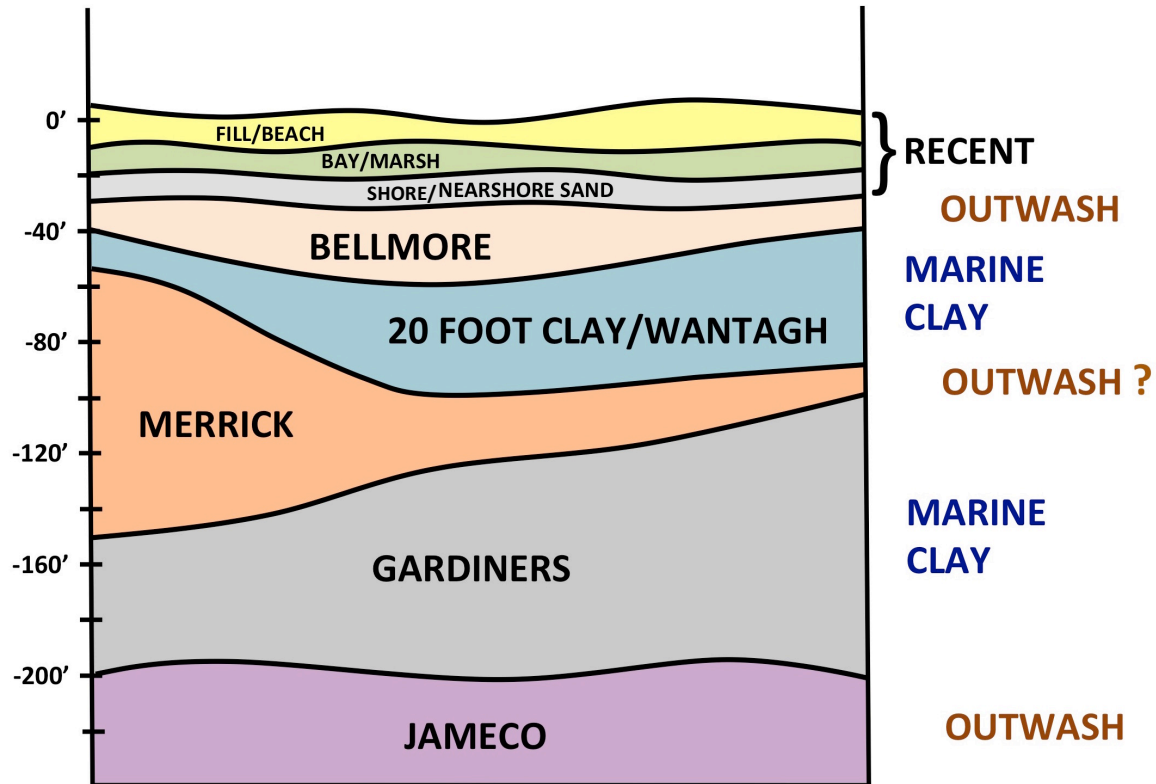 0’
FILL/BEACH
BAY/MARSH
RECENT
SHORE/NEARSHORE SAND
OUTWASH
-40’
BELLMORE
MARINE
CLAY
20 FOOT CLAY/WANTAGH
-80’
OUTWASH ?
MERRICK
-120’
MARINE
CLAY
-160’
GARDINERS
-200’
OUTWASH
JAMECO